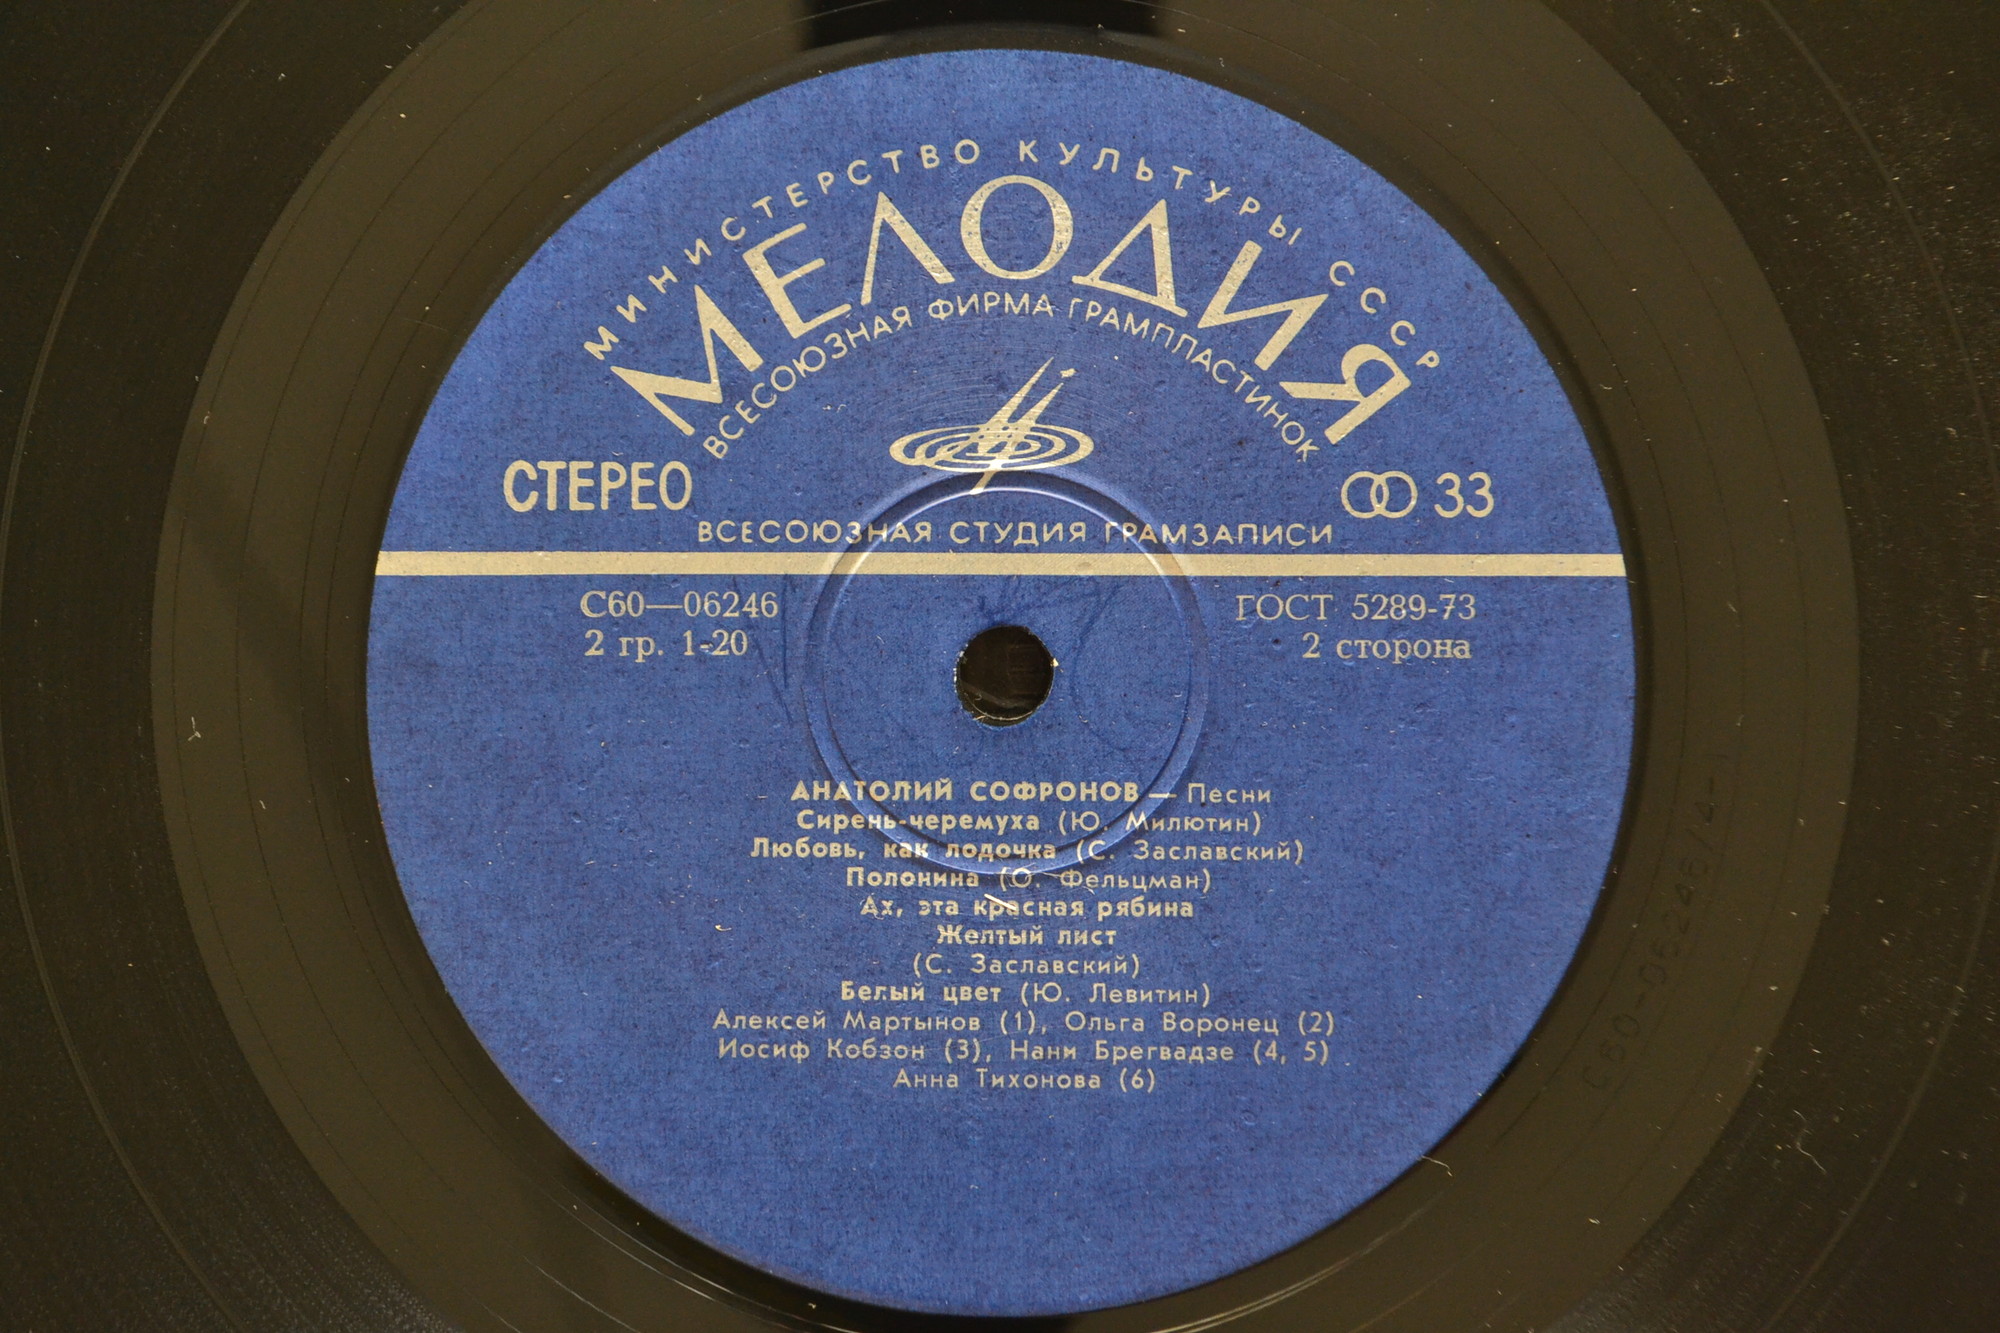 МИНИСТЕРСТВО КУЛЬТУРЫ СССР
МЕЛОДИЯ
ВСЕСОЮЗНАЯ ФИРМА ГРАМПЛАСТИНОК
СТЕРЕО
33
ВСЕСОЮЗНАЯ СТУДИЯ ГРАМЗАПИСИ
С60—06246
ГОСТ 5289-73
2 гр. 1-20
2 сторона
АНАТОЛИЙ СОФРОНОВ — Песни
Сирень-черемуха (Ю. Милютин)
Любовь, как лодочка (С. Заславский)
Полонина (О. Фельцман)
Ах, эта красная рябина
Желтый лист
(С. Заславский)
Белый цвет (Ю. Левитин)
Алексей Мартынов (1), Ольга Воронец (2)
Иосиф Кобзон (3), Нани Брегвадзе (4, 5)
Анна Тихонова (6)